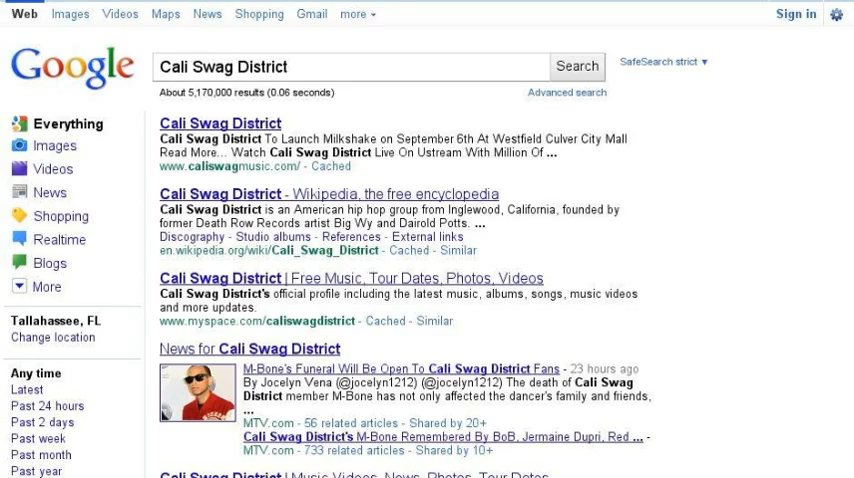 Web Images Videos Maps News Shopping Gmail more Sign in
Google
Cali Swag District Search SafeSearch strict ▼
About 5,170,000 results (0.06 seconds) Advanced search
Everything
Images
Videos
News
Shopping
Realtime
Blogs
More
Tallahassee, FL
Change location
Any time
Latest
Past 24 hours
Past 2 days
Past week
Past month
Past year
Cali Swag District
Cali Swag District To Launch Milkshake on September 6th At Westfield Culver City Mall
Read More... Watch Cali Swag District Live On Ustream With Million Of ...
www.caliswagmusic.com/ - Cached
Cali Swag District - Wikipedia, the free encyclopedia
Cali Swag District is an American hip hop group from Inglewood, California, founded by
former Death Row Records artist Big Wy and Dairold Potts. ...
Discography - Studio albums - References - External links
en.wikipedia.org/wiki/Cali_Swag_District - Cached - Similar
Cali Swag District | Free Music, Tour Dates, Photos, Videos
Cali Swag District's official profile including the latest music, albums, songs, music videos
and more updates.
www.myspace.com/caliswagdistrict - Cached - Similar
News for Cali Swag District
M-Bone's Funeral Will Be Open To Cali Swag District Fans - 23 hours ago
By Jocelyn Vena (@jocelyn1212) (@jocelyn1212) The death of Cali Swag
District member M-Bone has not only affected the dancer's family and friends,
...
MTV.com - 56 related articles - Shared by 20+
Cali Swag District's M-Bone Remembered By BoB, Jermaine Dupri, Red ... -
MTV.com - 733 related articles - Shared by 10+
Cali Swag District | Music Videos, News, Photos, Tour Dates